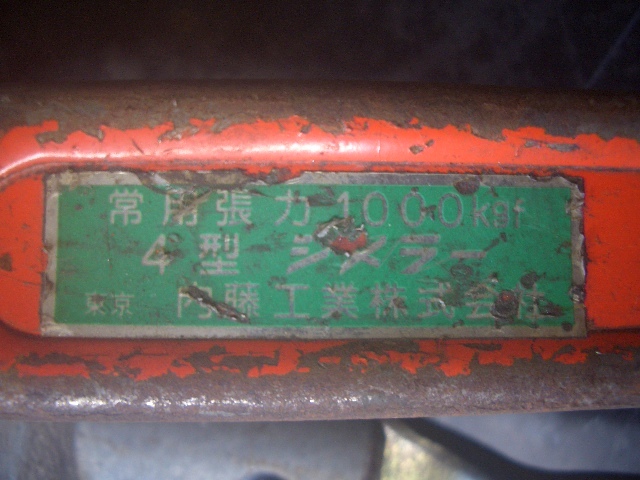 常用張力1000kgf
4型 シメラー
東京 内藤工業株式会社